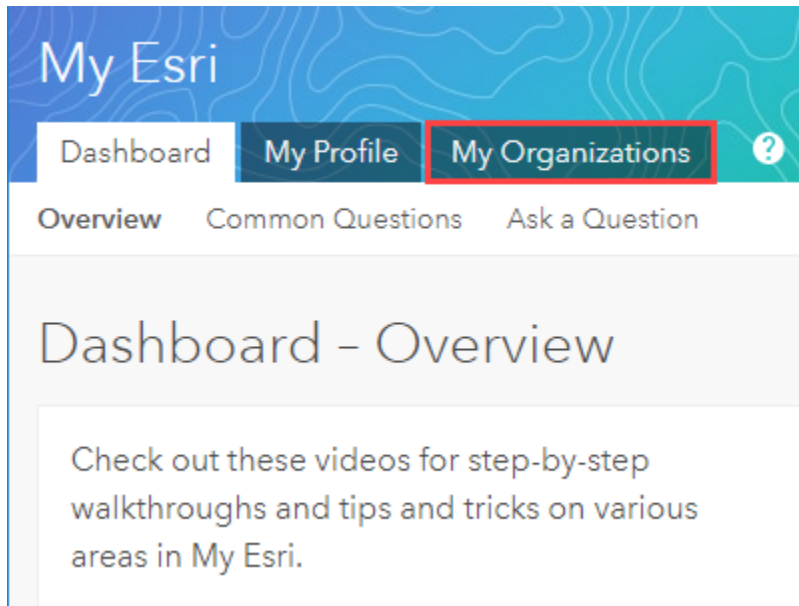 My Esri
Dashboard My Profile My Organizations ?
Overview Common Questions Ask a Question
Dashboard – Overview
Check out these videos for step-by-step
walkthroughs and tips and tricks on various
areas in My Esri.